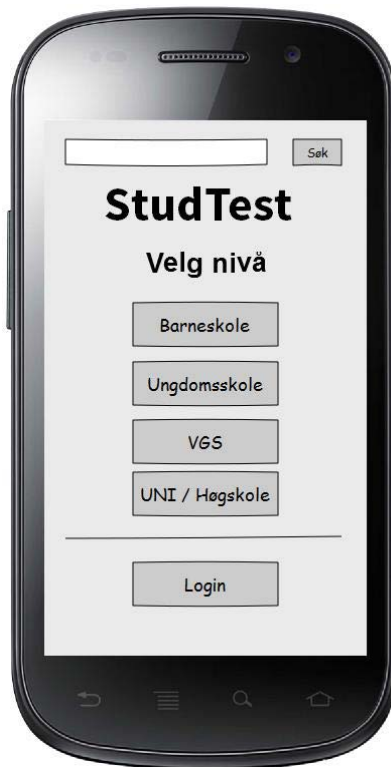 Søk
StudTest
Velg nivå
Barneskole
Ungdomsskole
VGS
UNI / Høgskole
Login